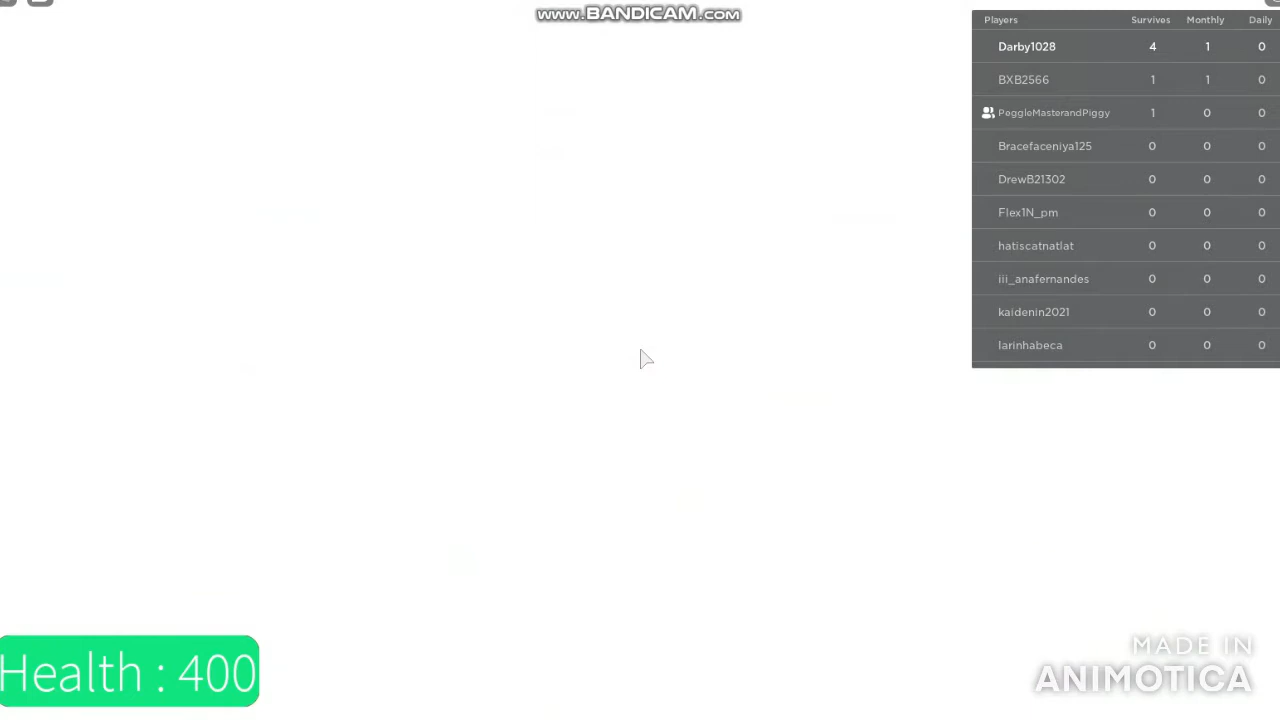 www.BANDICAM.com
Players Survives Monthly Daily
Darby1028 4 1 0
BXB2566 1 1 0
PeggleMasterandPiggy 1 0 0
Bracefaceniya125 0 0 0
DrewB21302 0 0 0
Flex1N_pm 0 0 0
hatiscatnatlat 0 0 0
iii_anafernandes 0 0 0
kaidenin2021 0 0 0
larinhabeca 0 0 0
Health : 400
MADE IN
ANIMOTICA